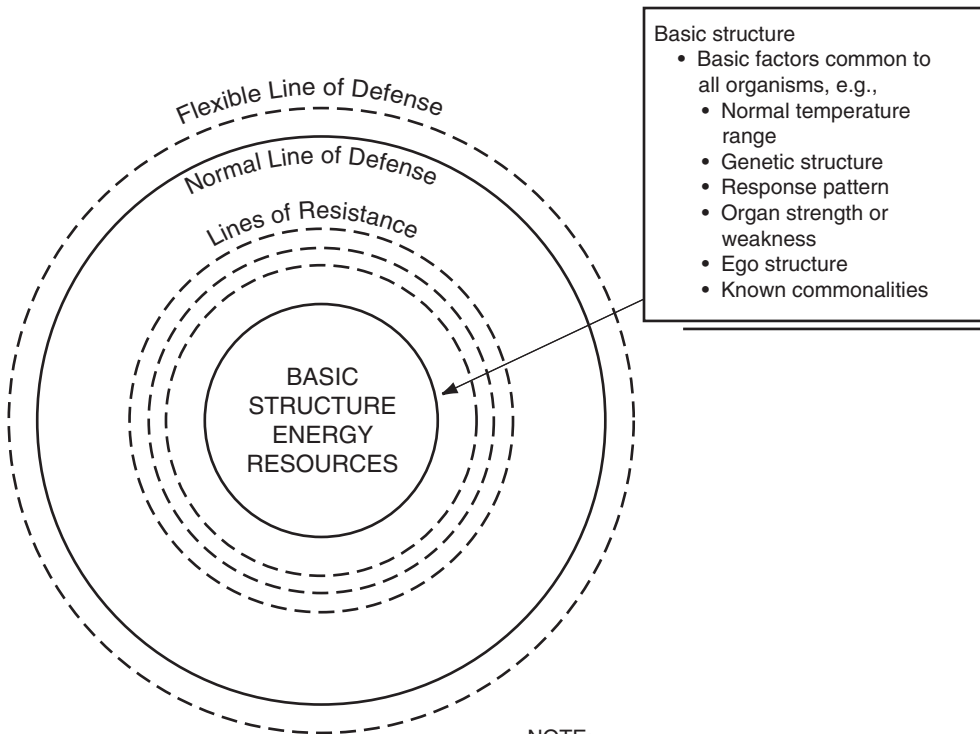 Basic structure
• Basic factors common to
all organisms, e.g.,
• Normal temperature
range
• Genetic structure
• Response pattern
• Organ strength or
weakness
• Ego structure
• Known commonalities
Flexible Line of Defense
Normal Line of Defense
Lines of Resistance
BASIC
STRUCTURE
ENERGY
RESOURCES
NOTE